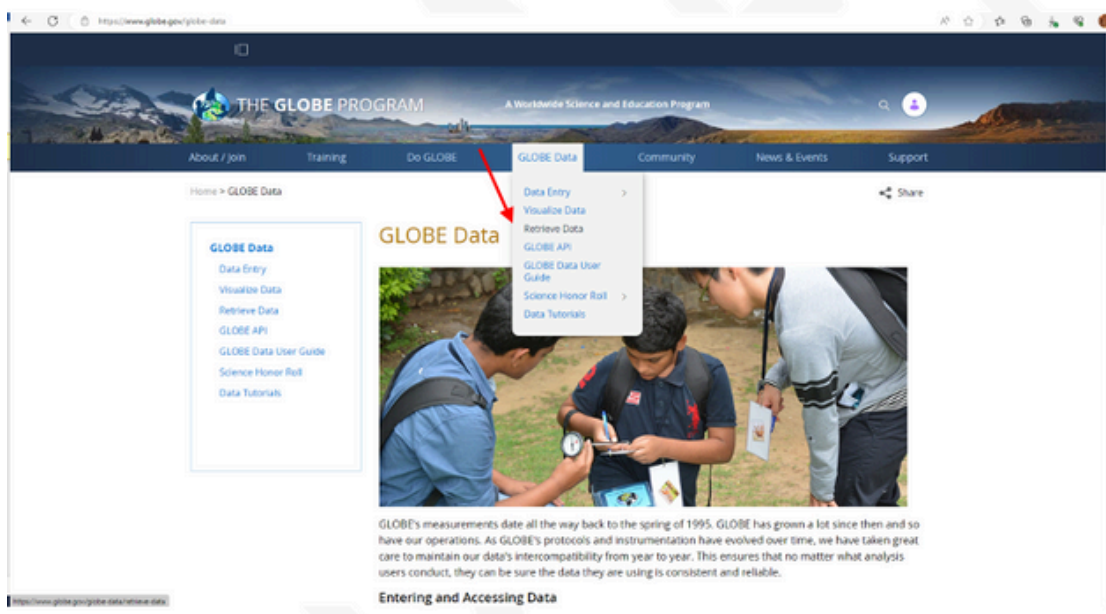 https://www.globe.gov/globe-data
THE GLOBE PROGRAM
A Worldwide Science and Education Program
About / Join
Training
Do GLOBE
GLOBE Data
Community
News & Events
Support
Home > GLOBE Data
Share
Data Entry
Visualize Data
Retrieve Data
GLOBE API
GLOBE Data User
Guide
Science Honor Roll
Data Tutorials
GLOBE Data
Data Entry
Visualize Data
Retrieve Data
GLOBE API
GLOBE Data User Guide
Science Honor Roll
Data Tutorials
GLOBE Data
GLOBE's measurements date all the way back to the spring of 1995. GLOBE has grown a lot since then and so
have our operations. As GLOBE's protocols and instrumentation have evolved over time, we have taken great
care to maintain our data's intercompatibility from year to year. This ensures that no matter what analysis
users conduct, they can be sure the data they are using is consistent and reliable.
Entering and Accessing Data
https://www.globe.gov/globe-data/retrieve-data